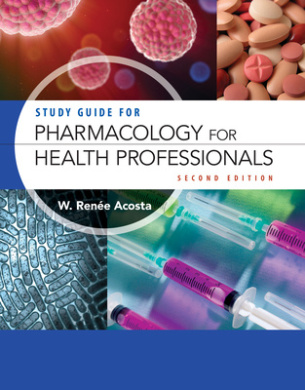 STUDY GUIDE FOR
PHARMACOLOGY FOR
HEALTH PROFESSIONALS
SECOND EDITION
W. Renée Acosta